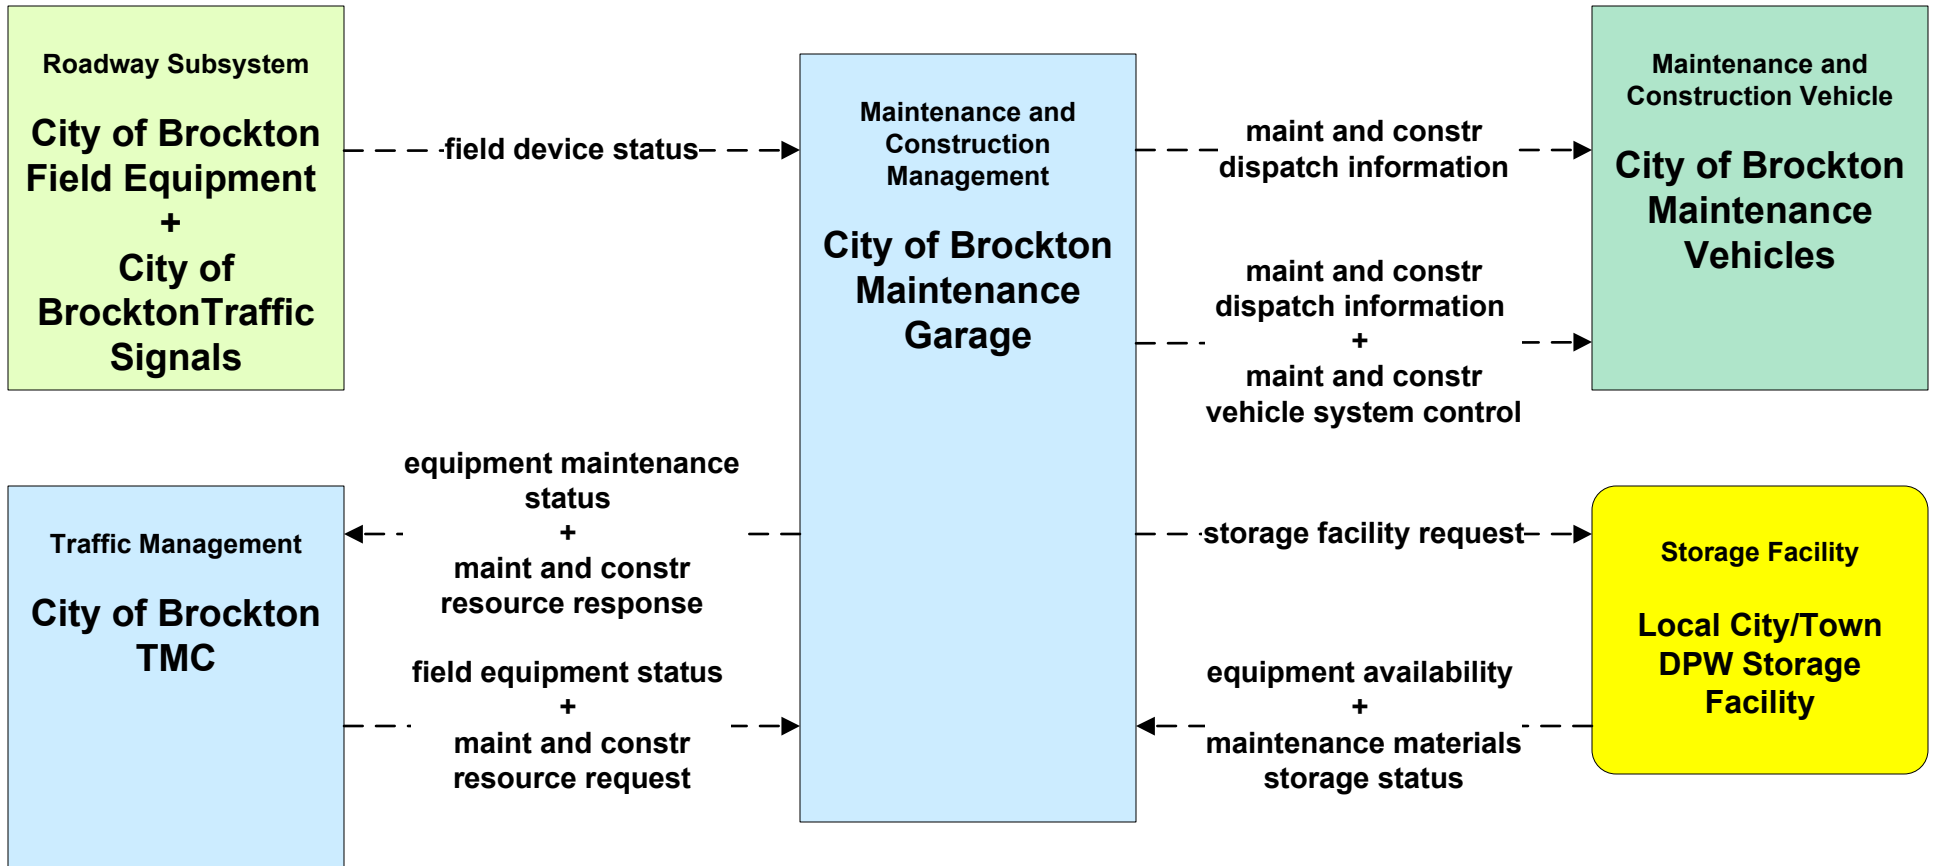 Roadway Subsystem
City of Brockton
Field Equipment
+
City of
BrocktonTraffic
Signals
field device status
Maintenance and
Construction
Management
City of Brockton
Maintenance
Garage
maint and constr
dispatch information
maint and constr
dispatch information
+
maint and constr
vehicle system control
Maintenance and
Construction Vehicle
City of Brockton
Maintenance
Vehicles
Traffic Management
City of Brockton
TMC
equipment maintenance
status
+
maint and constr
resource response
field equipment status
+
maint and constr
resource request
storage facility request
equipment availability
+
maintenance materials
storage status
Storage Facility
Local City/Town
DPW Storage
Facility